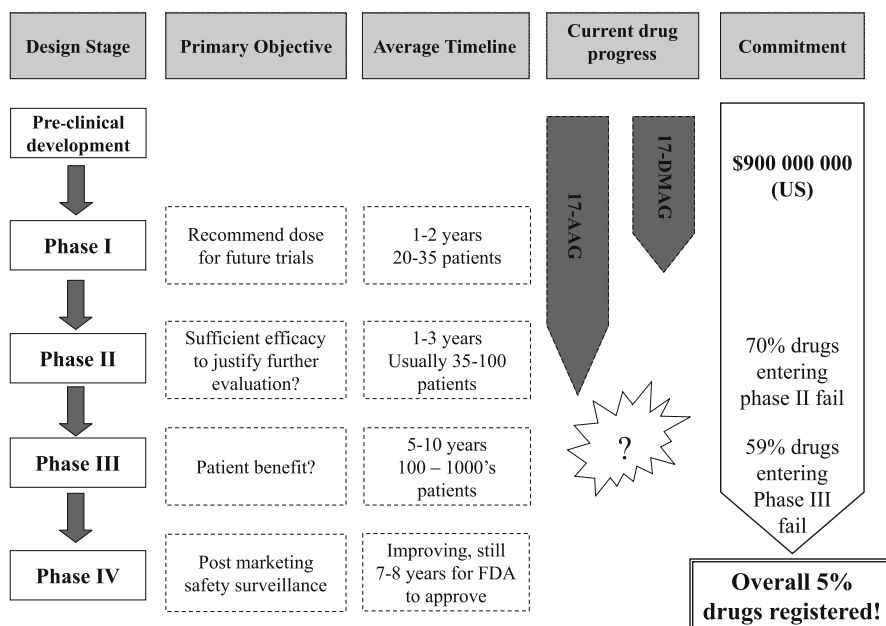 Design Stage
Primary Objective
Average Timeline
Current drug
progress
Commitment
Pre-clinical
development
17-AAG
17-DMAG
$900 000 000
(US)
Phase I
Recommend dose
for future trials
1-2 years
20-35 patients
Phase II
Sufficient efficacy
to justify further
evaluation?
1-3 years
Usually 35-100
patients
70% drugs
entering
phase II fail
Phase III
Patient benefit?
5-10 years
100 – 1000's
patients
?
59% drugs
entering
Phase III
fail
Phase IV
Post marketing
safety surveillance
Improving, still
7-8 years for FDA
to approve
Overall 5%
drugs registered!